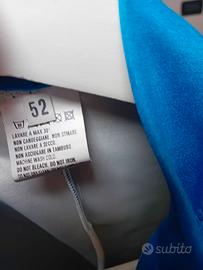 52
LAVARE A MAX 30°
NON CANDEGGIARE. NON STIRARE
NON LAVARE A SECCO.
NON ASCIUGARE IN TAMBURO
MACHINE WASH COLD.
DO NOT BLEACH. DO NOT IRON.
subito